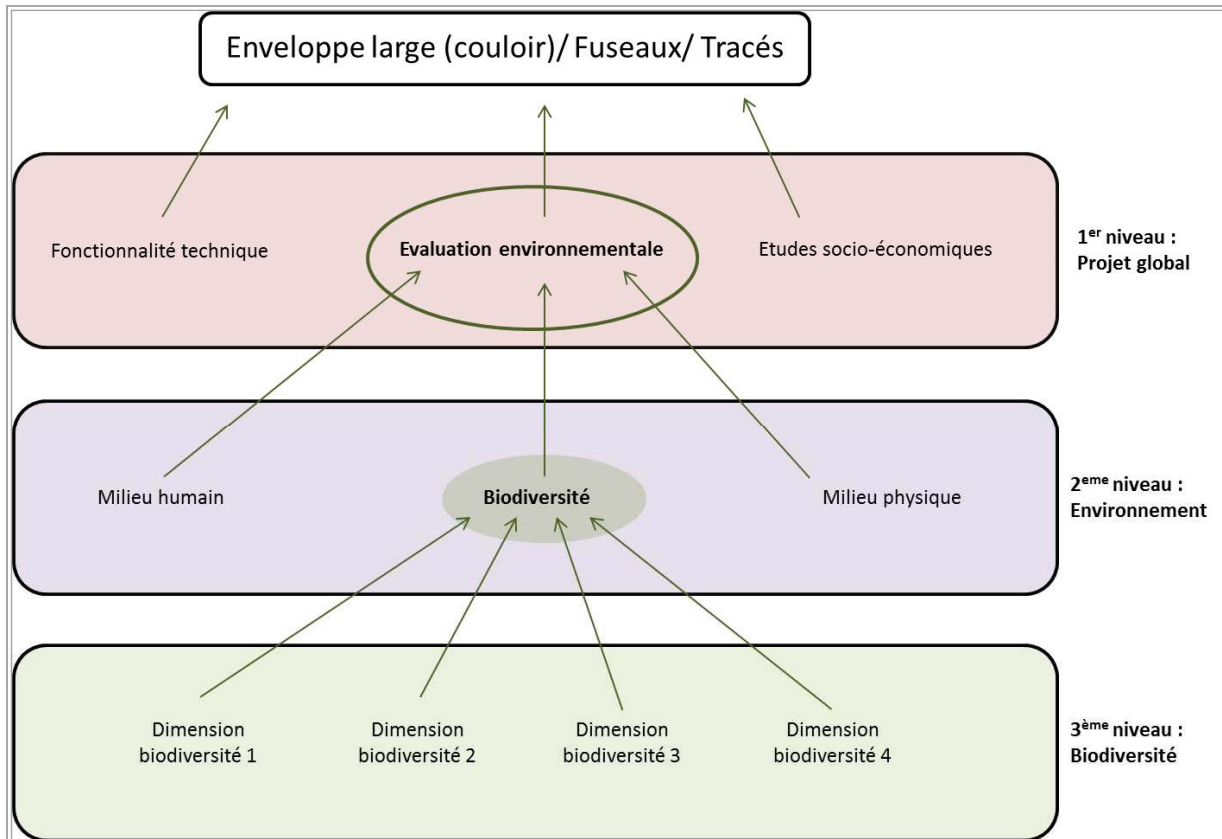 Enveloppe large (couloir)/ Fuseaux/ Tracés
Fonctionnalité technique
Evaluation environnementale
Etudes socio-économiques
1er niveau :
Projet global
Milieu humain
Biodiversité
Milieu physique
2eme niveau :
Environnement
Dimension
biodiversité 1
Dimension
biodiversité 2
Dimension
biodiversité 3
Dimension
biodiversité 4
3ème niveau :
Biodiversité